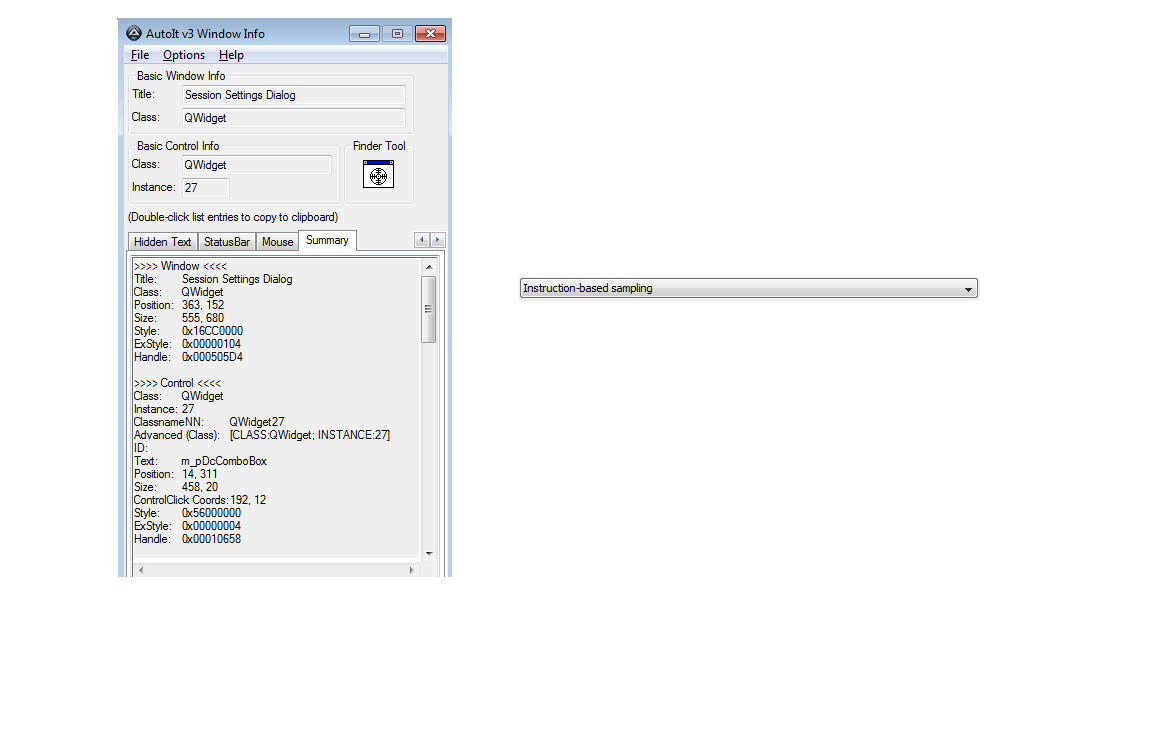 AutoIt v3 Window Info
File Options Help
Basic Window Info
Title: Session Settings Dialog
Class: QWidget
Basic Control Info
Class: QWidget
Instance: 27
Finder Tool
(Double-click list entries to copy to clipboard)
Hidden Text StatusBar Mouse Summary
>>>> Window <<<<
Title: Session Settings Dialog
Class: QWidget
Position: 363, 152
Size: 555, 680
Style: 0x16CC0000
ExStyle: 0x00000104
Handle: 0x000505D4
>>>> Control <<<<
Class: QWidget
Instance: 27
ClassnameNN: QWidget27
Advanced (Class): [CLASS:QWidget; INSTANCE:27]
ID:
Text: m_pDcComboBox
Position: 14, 311
Size: 458, 20
ControlClick Coords: 192, 12
Style: 0x56000000
ExStyle: 0x00000004
Handle: 0x00010658
Instruction-based sampling